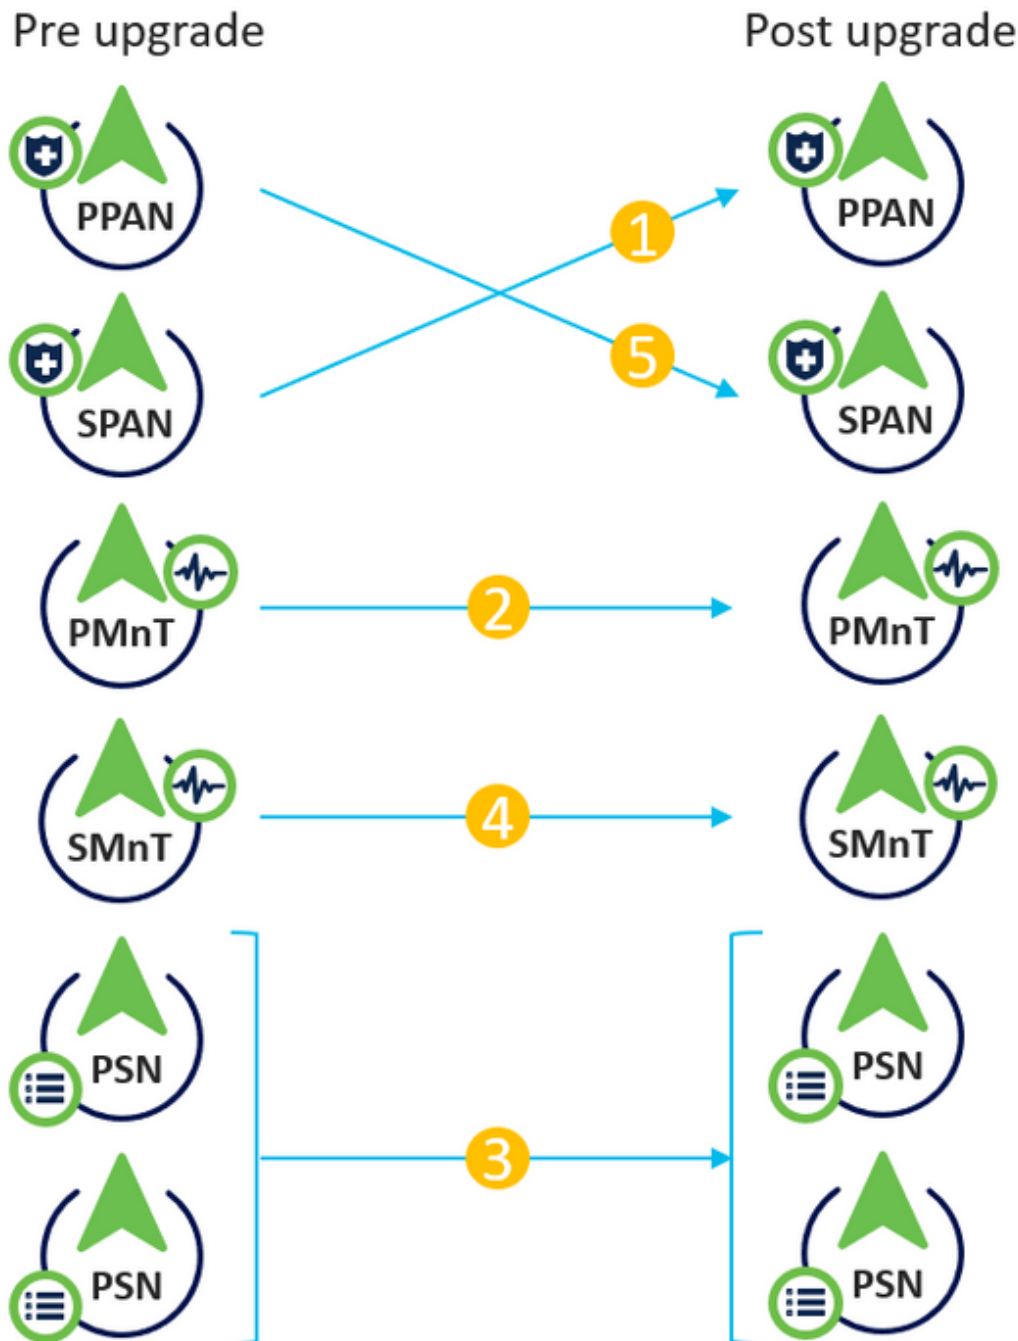 Pre upgrade
Post upgrade
PPAN
1
PPAN
SPAN
5
SPAN
PMnT
2
PMnT
SMnT
4
SMnT
PSN
PSN
3
PSN
PSN